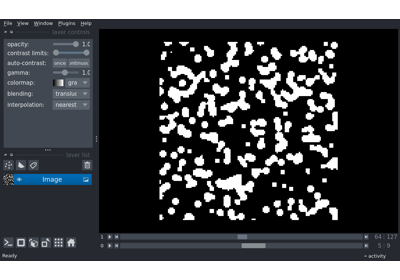 File View Window Plugins Help
layer controls
opacity: 1.0
contrast limits:
auto-contrast: once
gamma: 1.0
colormap: gra
blending: translu
interpolation: nearest
layer list
Image
1 64 127
0 5 9
Ready activity